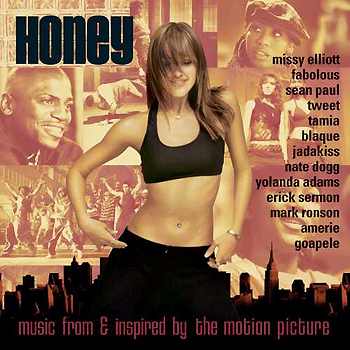 Honey
missy elliott
fabolous
sean paul
tweet
tamia
blaque
jadakiss
nate dogg
yolanda adams
erick sermon
mark ronson
amerie
goapele
music from & inspired by the motion picture